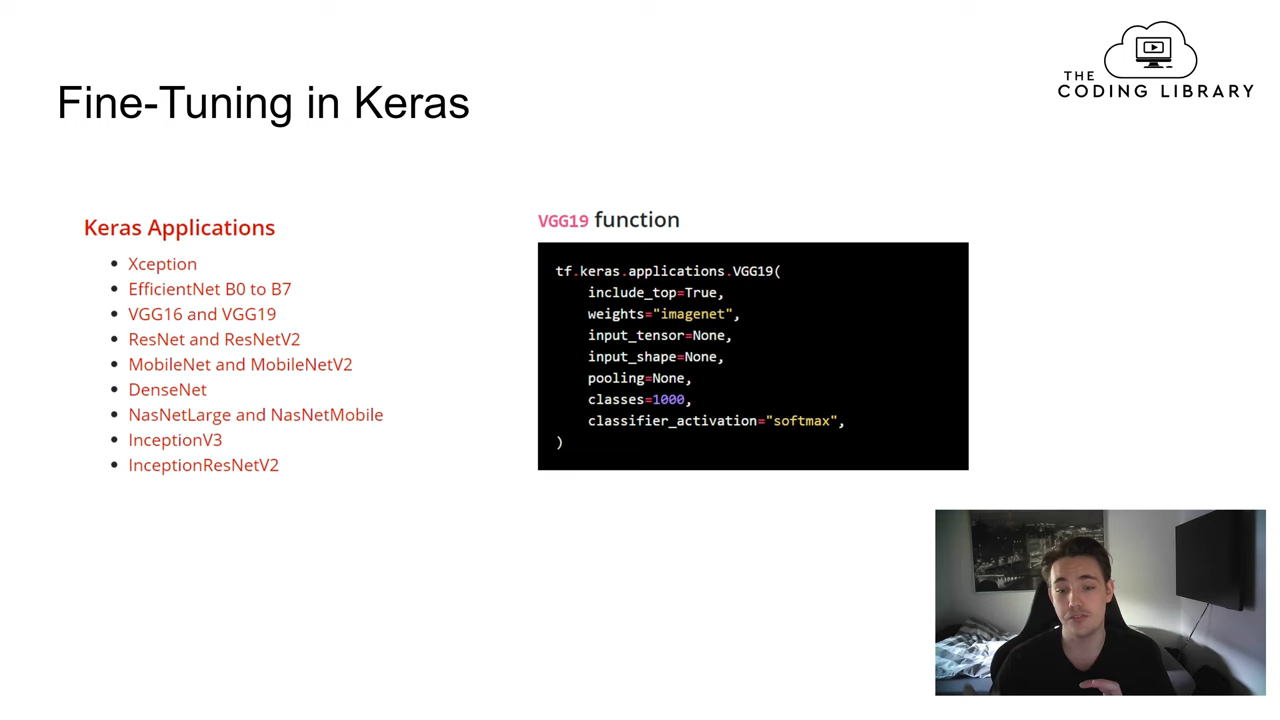 THE
CODING LIBRARY
Fine-Tuning in Keras
Keras Applications
Xception
EfficientNet B0 to B7
VGG16 and VGG19
ResNet and ResNetV2
MobileNet and MobileNetV2
DenseNet
NasNetLarge and NasNetMobile
InceptionV3
InceptionResNetV2
VGG19 function
tf.keras.applications.VGG19(
include_top=True,
weights="imagenet",
input_tensor=None,
input_shape=None,
pooling=None,
classes=1000,
classifier_activation="softmax",
)